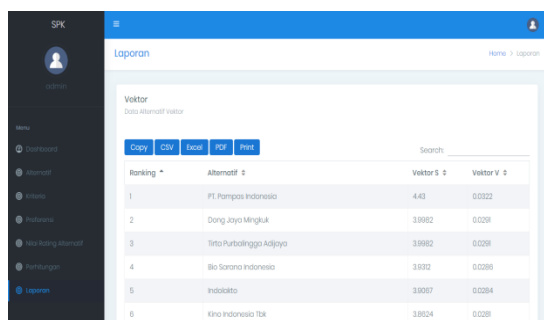 SPK
Laporan
Home > Laporan
admin
Menu
Dashboard
Alternatif
Kriteria
Preferensi
Nilai Rating Alternatif
Perhitungan
Laporan
Vektor
Data Alternatif Vektor
Copy CSV Excel PDF Print
Search:
Ranking Alternatif Vektor S Vektor V
1 PT. Pampas Indonesia 4.43 0.0322
2 Dong Jaya Mingkuk 3.9982 0.0291
3 Tirta Purbalingga Adijaya 3.9982 0.0291
4 Bio Sarana Indonesia 3.9312 0.0286
5 Indolakto 3.9067 0.0284
6 Kino Indonesia Tbk 3.8624 0.0281